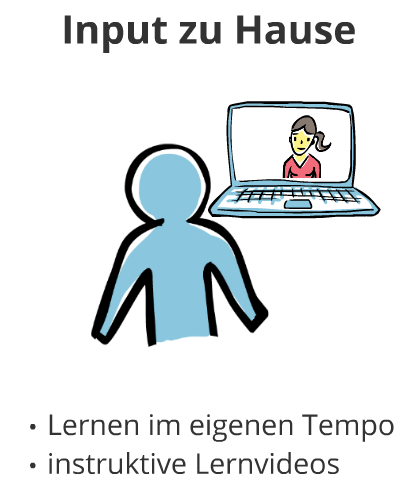 Input zu Hause
• Lernen im eigenen Tempo
• instruktive Lernvideos